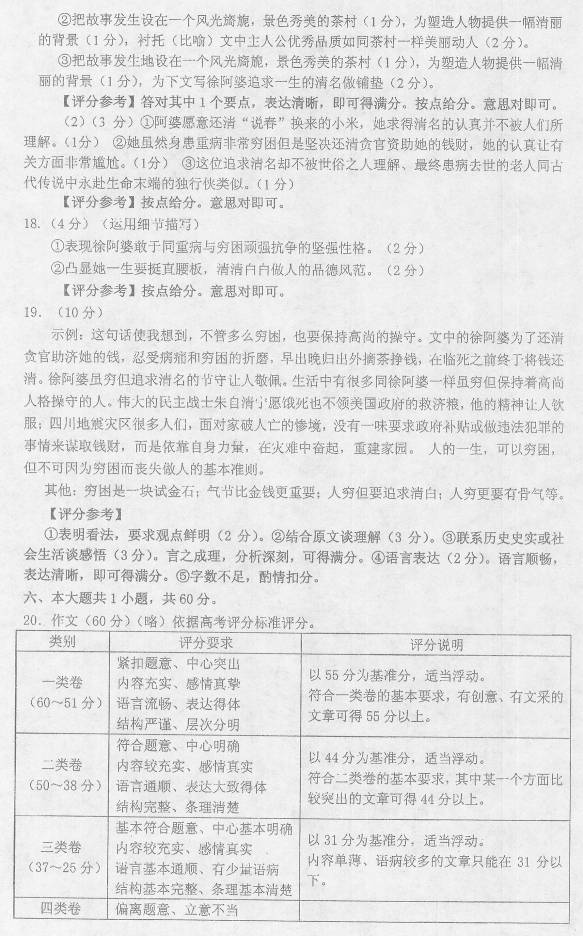 ②把故事发生设在一个风光旖旎，景色秀美的茶村（1分），为塑造人物提供一幅清丽
的背景（1分）；衬托（比喻）文中主人公优秀品质如同茶村一样美丽动人（2分）。
③把故事发生地设在一个风光旖旎，景色秀美的茶村（1分），为塑造人物提供一幅清
丽的背景（1分），为下文写徐阿婆追求一生的清名做铺垫（2分）。
【评分参考】答对其中1个要点，表达清晰，即可得满分。按点给分。意思对即可。
（2）（3分）①阿婆愿意还清“说春”换来的小米，她求得清名的认真并不被人们所
理解。（1分） ②她虽然身患重病非常穷困但是坚决还清贪官资助她的钱财，她的认真让有
关方面非常尴尬。（1分） ③这位追求清名却不被世俗之人理解、最终患病去世的老人同古
代传说中永赴生命末端的独行侠类似。（1分）
【评分参考】按点给分。意思对即可。
18.（4分）（运用细节描写）
①表现徐阿婆敢于同重病与穷困顽强抗争的坚强性格。（2分）
②凸显她一生要挺直腰板，清清白白做人的品德风范。（2分）
【评分参考】按点给分。意思对即可。
19.（10分）
示例：这句话使我想到，不管多么穷困，也要保持高尚的操守。文中的徐阿婆为了还清
贪官助济她的钱，忍受病痛和穷困的折磨，早出晚归出外摘茶挣钱，在临死之前终于将钱还
清。徐阿婆虽穷但追求清名的节守让人敬佩。生活中有很多同徐阿婆一样虽穷但保持着高尚
人格操守的人。伟大的民主战士朱自清宁愿饿死也不领美国政府的救济粮，他的精神让人钦
服；四川地震灾区很多人们，面对家破人亡的惨境，没有一味要求政府补贴或做违法犯罪的
事情来谋取钱财，而是依靠自身力量，在灾难中奋起，重建家园。 人的一生，可以穷困，
但不可因为穷困而丧失做人的基本准则。
其他：穷困是一块试金石；气节比金钱更重要；人穷但要追求清白；人穷更要有骨气等。
【评分参考】
①表明看法，要求观点鲜明（2分）。②结合原文谈理解（3分）。③联系历史史实或社
会生活谈感悟（3分）。言之成理，分析深刻，可得满分。④语言表达（2分）。语言顺畅，
表达清晰，即可得满分。⑤字数不足，酌情扣分。
六、本大题共1小题，共60分。
20.作文（60分）（略）依据高考评分标准评分。
类别 评分要求 评分说明
一类卷
（60～51分）
紧扣题意、中心突出
内容充实、感情真挚
语言流畅、表达得体
结构严谨、层次分明
以55分为基准分，适当浮动。
符合一类卷的基本要求，有创意、有文采的
文章可得55分以上。
二类卷
（50～38分）
符合题意、中心明确
内容较充实、感情真实
语言通顺、表达大致得体
结构完整、条理清楚
以44分为基准分，适当浮动。
符合二类卷的基本要求，其中某一个方面比
较突出的文章可得44分以上。
三类卷
（37～25分）
基本符合题意、中心基本明确
内容较充实、感情真实
语言基本通顺、有少量语病
结构基本完整、条理基本清楚
以31分为基准分，适当浮动。
内容单薄、语病较多的文章只能在31分以
下。
四类卷 偏离题意、立意不当